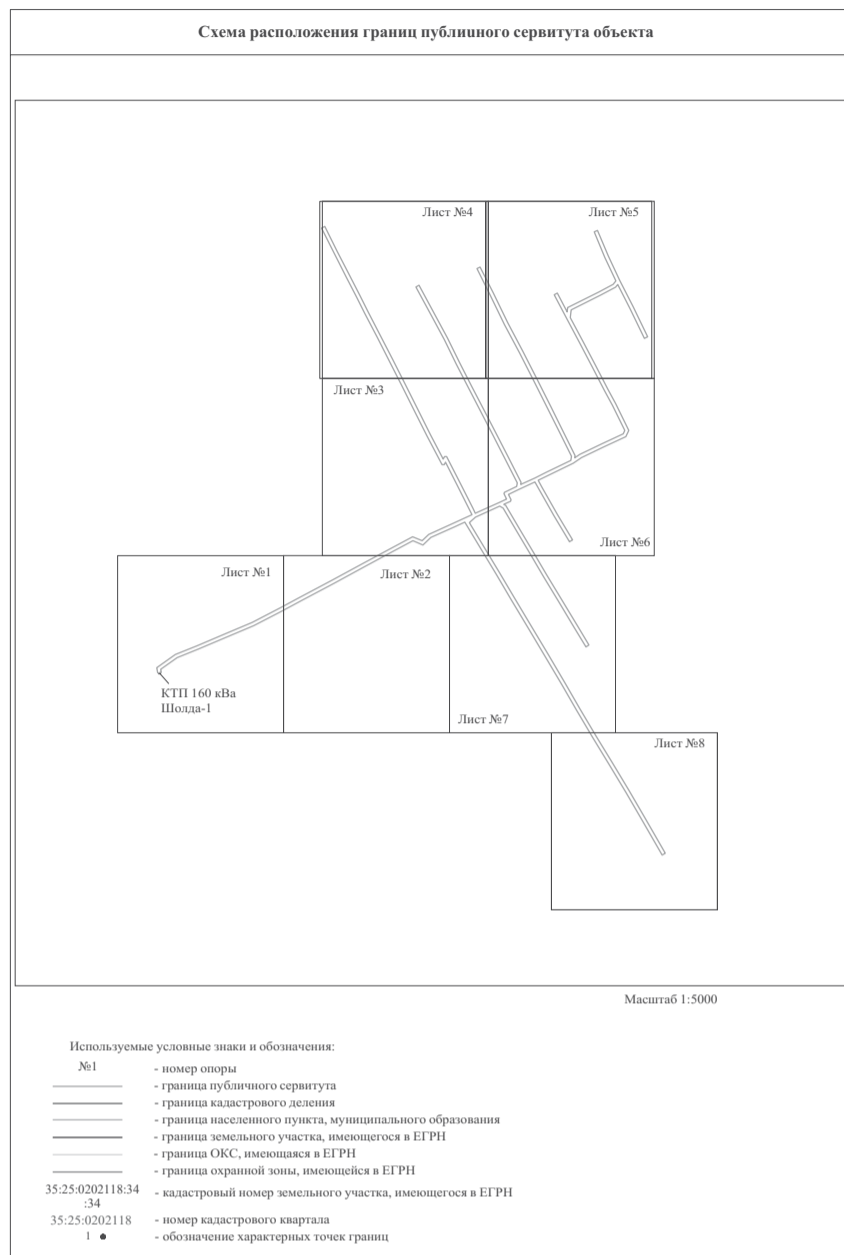 Схема расположения границ публиuного сервитута объекта
Лист №4
Лист №5
Лист №3
Лист №6
Лист №1
Лист №2
КТП 160 кВа
Шолда-1
Лист №7
Лист №8
Масштаб 1:5000
Используемые условные знаки и обозначения:
№1 - номер опоры
- граница публичного сервитута
- граница кадастрового деления
- граница населенного пункта, муниципального образования
- граница земельного участка, имеющегося в ЕГРН
- граница ОКС, имеющаяся в ЕГРН
- граница охранной зоны, имеющейся в ЕГРН
35:25:0202118:34
:34
- кадастровый номер земельного участка, имеющегося в ЕГРН
35:25:0202118 - номер кадастрового квартала
1 - обозначение характерных точек границ